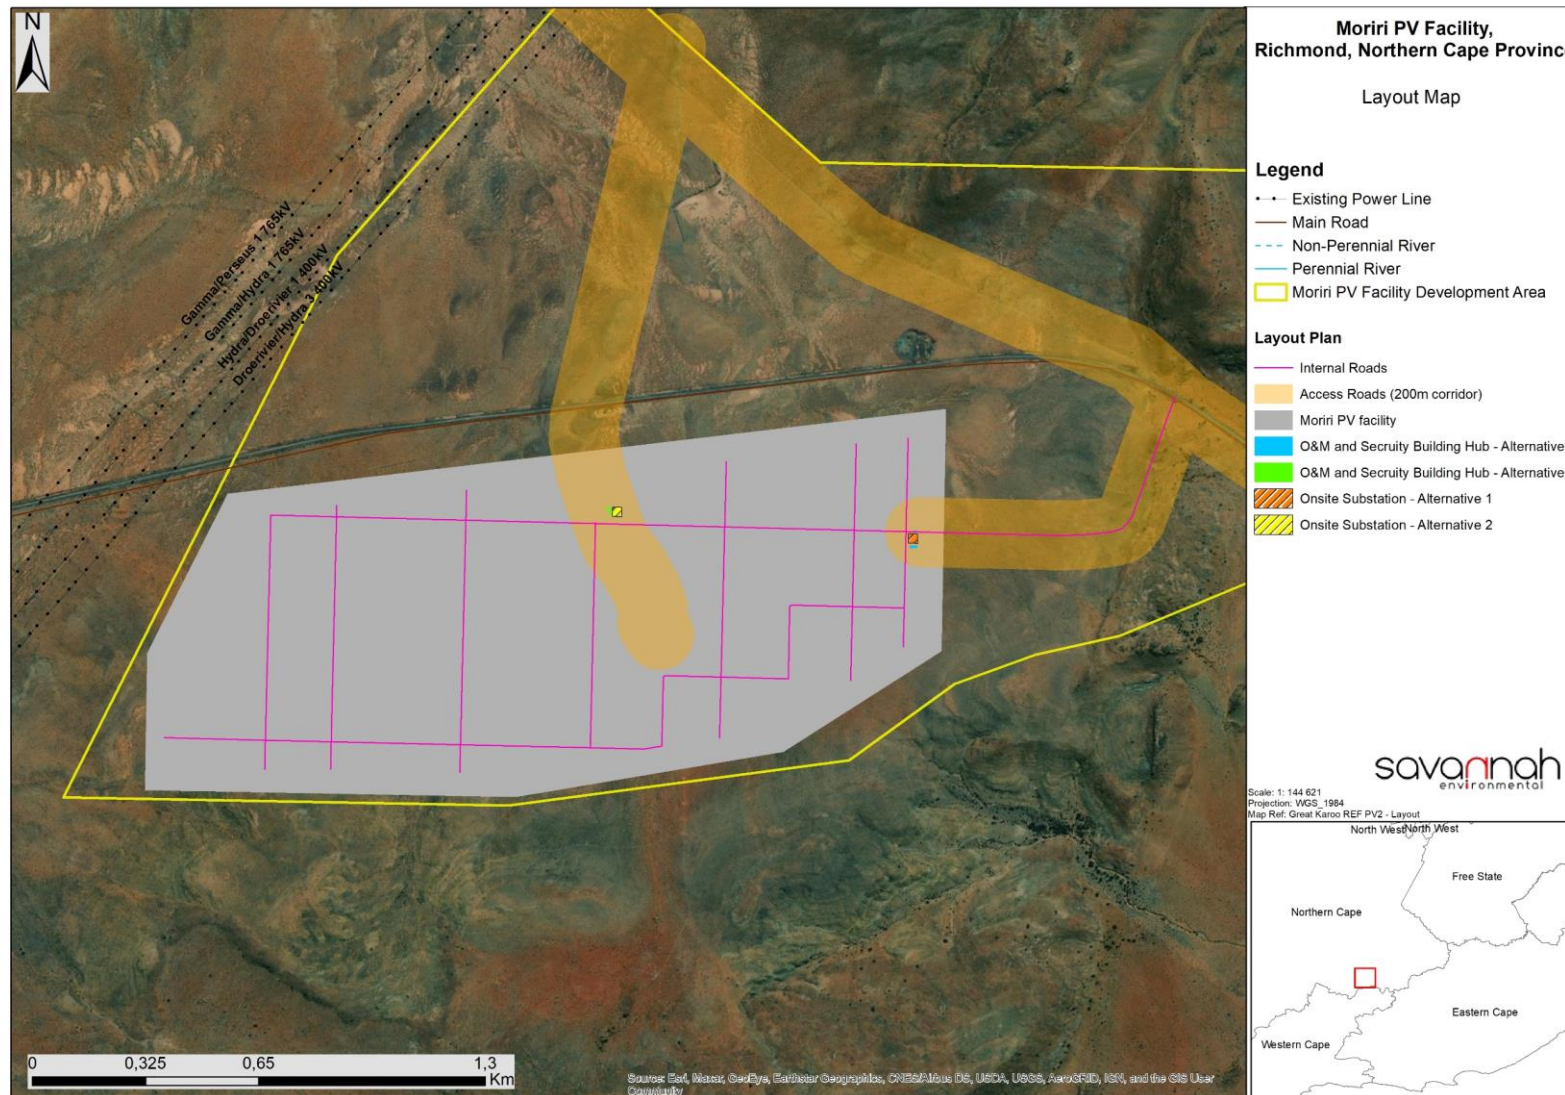 N
Gamma/Perseus 1 765kV
Gamma/Hydra 1 765kV
Hydra/Droerivier 1 400kV
Droerivier/Hydra 3 400kV
0 0,325 0,65 1,3
Km
Source: Esri, Maxar, GeoEye, Earthstar Geographics, CNES/Airbus DS, USDA, USGS, AeroGRID, IGN, and the GIS User
Community
Moriri PV Facility,
Richmond, Northern Cape Provinc
Layout Map
Legend
Existing Power Line
Main Road
Non-Perennial River
Perennial River
Moriri PV Facility Development Area
Layout Plan
Internal Roads
Access Roads (200m corridor)
Moriri PV facility
O&M and Secruity Building Hub - Alternative
O&M and Secruity Building Hub - Alternative
Onsite Substation - Alternative 1
Onsite Substation - Alternative 2
savannah
environmental
Scale: 1: 144 621
Projection: WGS_1984
Map Ref: Great Karoo REF PV2 - Layout
North West North West
Free State
Northern Cape
Eastern Cape
Western Cape